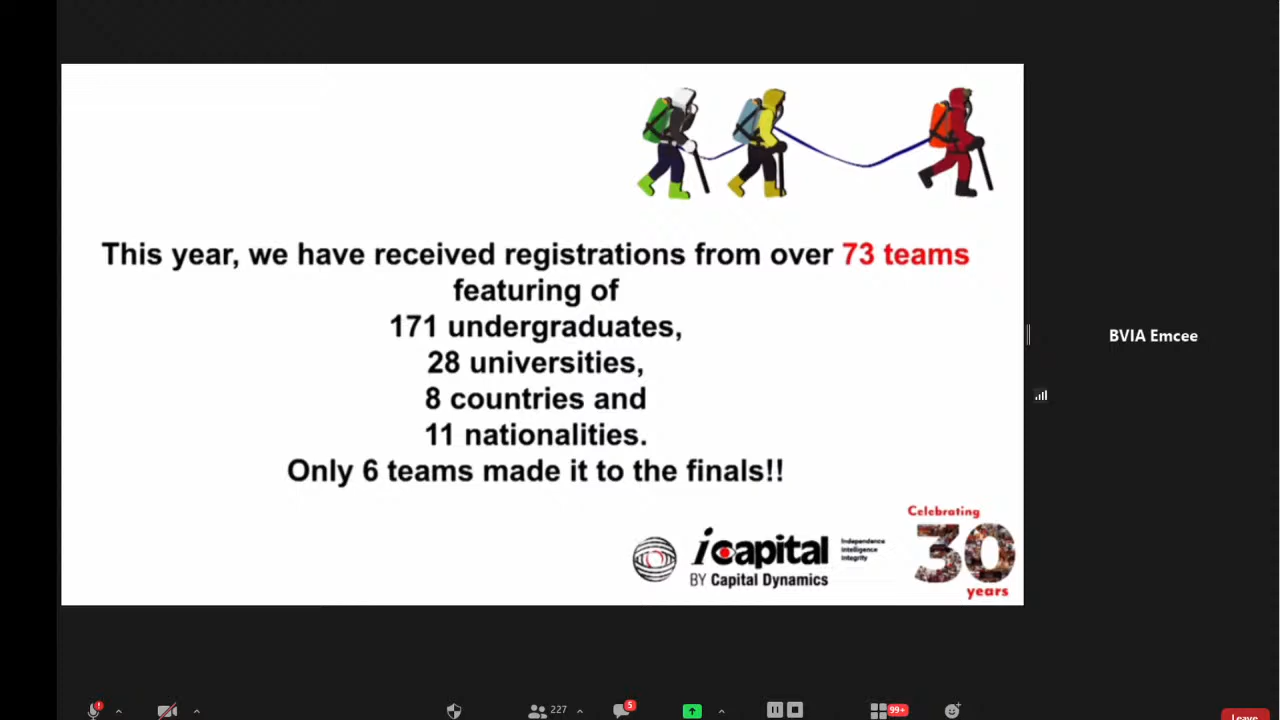 This year, we have received registrations from over 73 teams
featuring of
171 undergraduates,
28 universities,
8 countries and
11 nationalities.
Only 6 teams made it to the finals!!
BVIA Emcee
icapital
BY Capital Dynamics
Independence
Intelligence
Integrity
Celebrating
30
years
227
5
99+
Leave